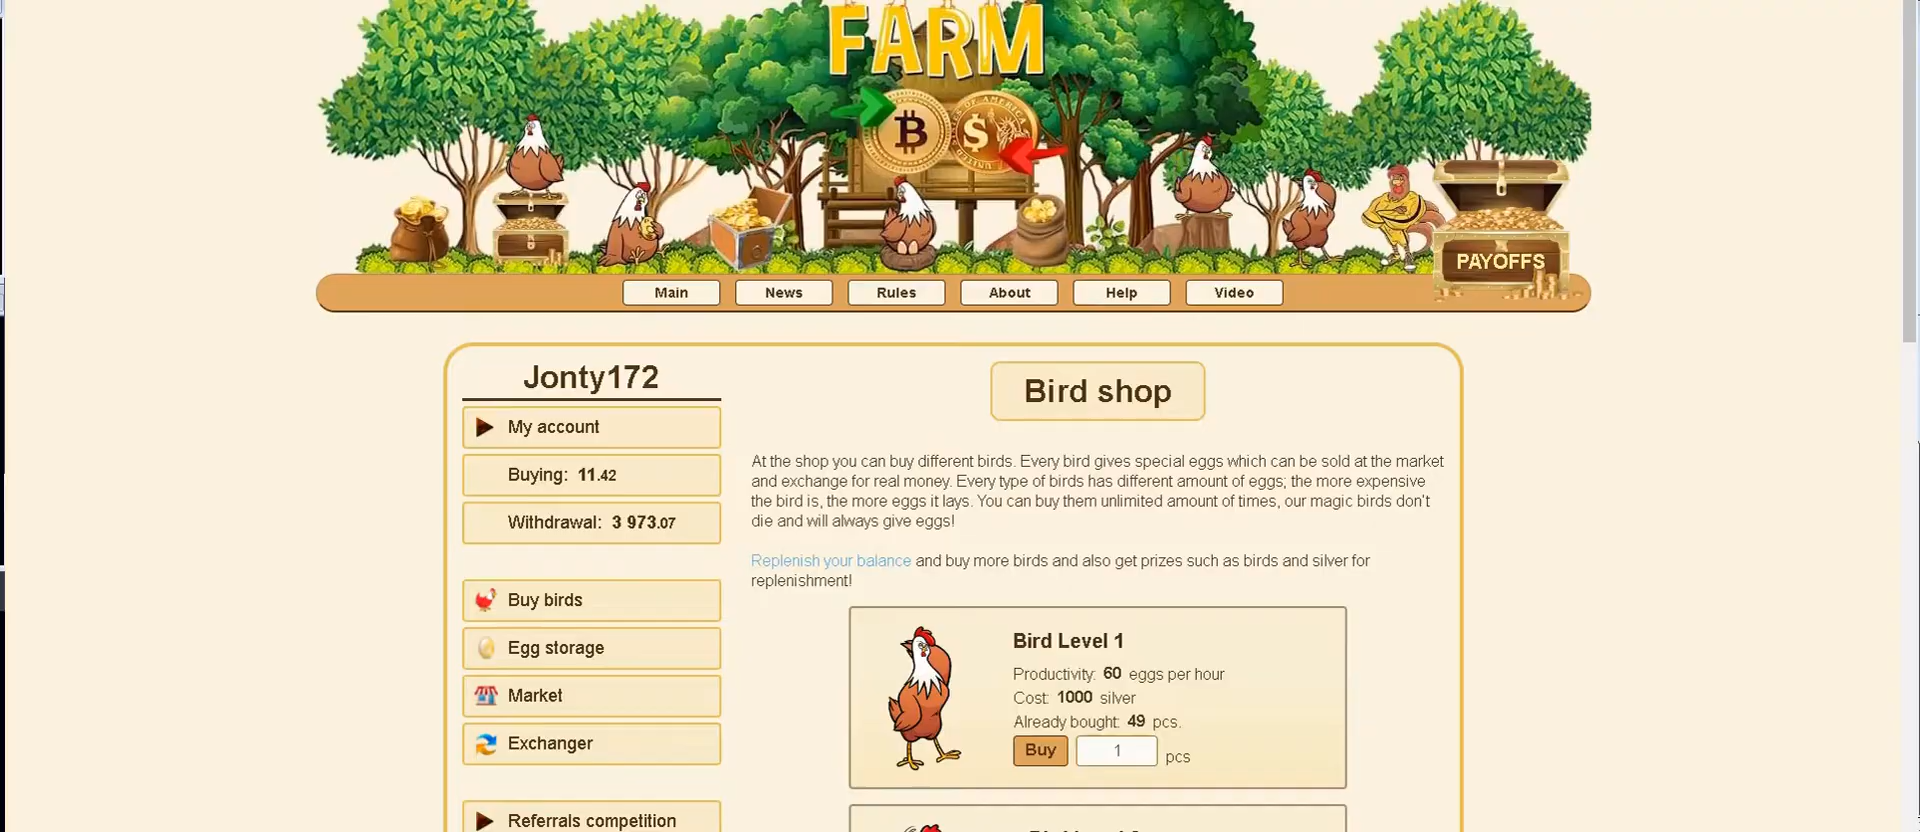 FARM
B $
PAYOFFS
Main News Rules About Help Video
Jonty172
My account
Buying: 11.42
Withdrawal: 3 973.07
Buy birds
Egg storage
Market
Exchanger
Referrals competition
Bird shop
At the shop you can buy different birds. Every bird gives special eggs which can be sold at the market
and exchange for real money. Every type of birds has different amount of eggs; the more expensive
the bird is, the more eggs it lays. You can buy them unlimited amount of times, our magic birds don't
die and will always give eggs!
Replenish your balance and buy more birds and also get prizes such as birds and silver for
replenishment!
Bird Level 1
Productivity: 60 eggs per hour
Cost: 1000 silver
Already bought: 49 pcs.
Buy 1 pcs